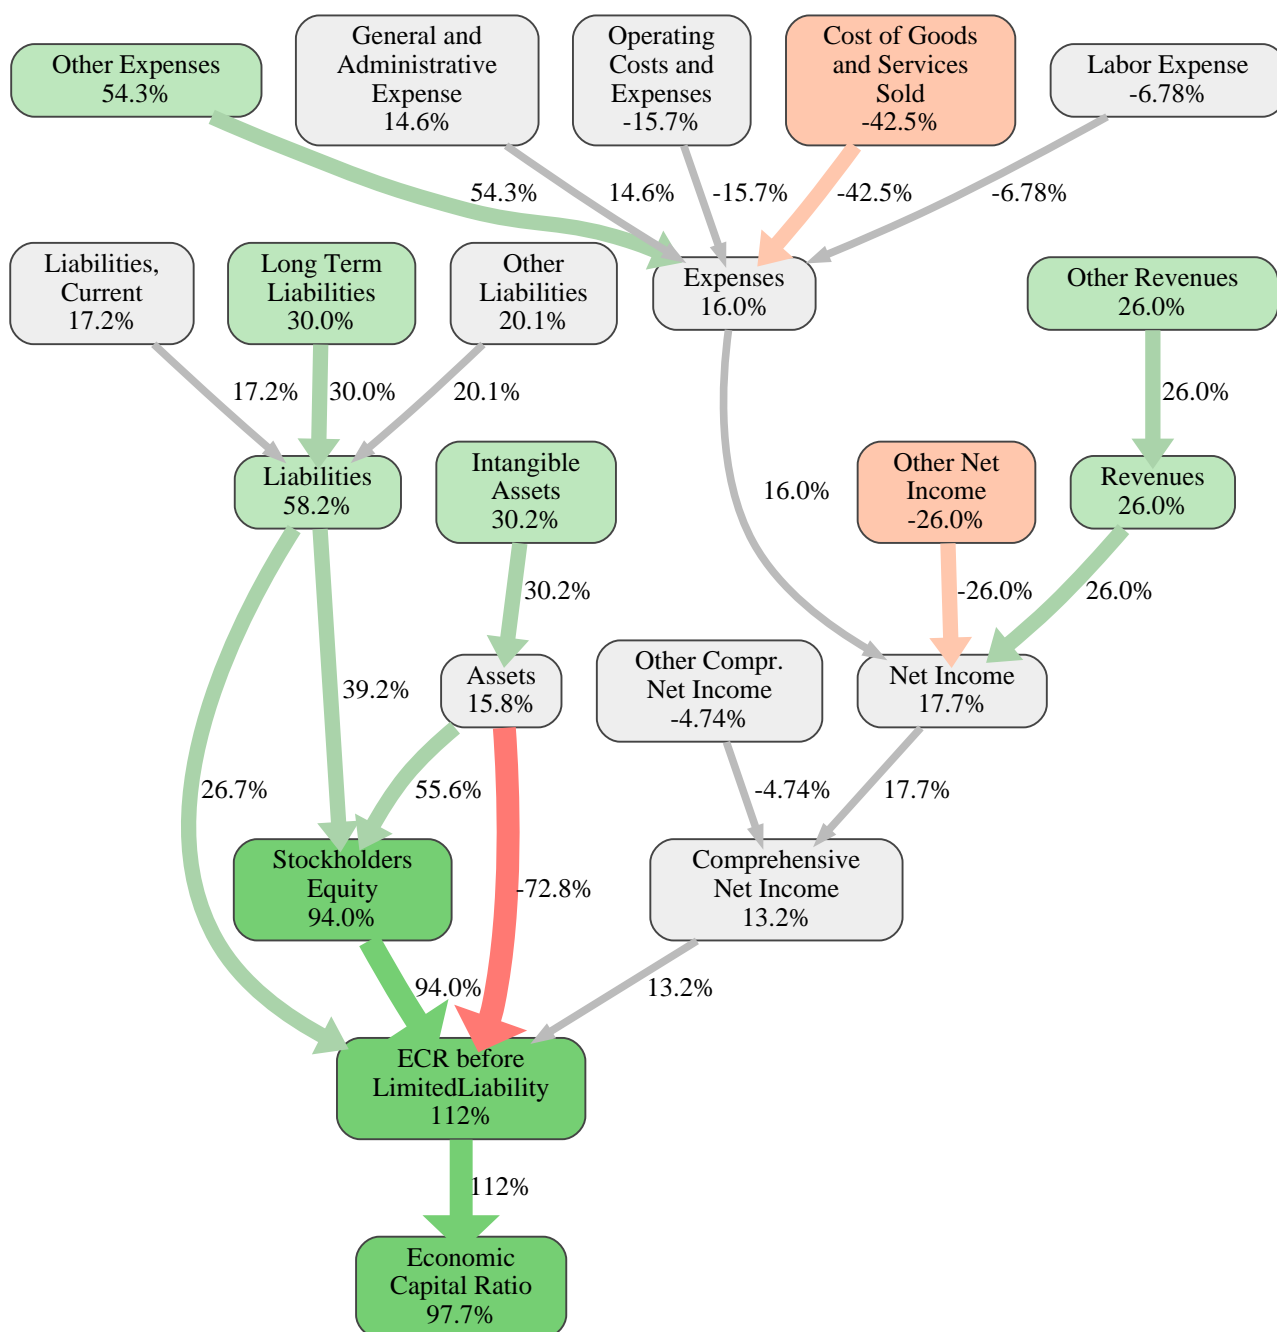 Other Expenses
54.3%
General and
Administrative
Expense
14.6%
Operating
Costs and
Expenses
-15.7%
Cost of Goods
and Services
Sold
-42.5%
Labor Expense
-6.78%
54.3%
14.6%
-15.7%
-42.5%
-6.78%
Liabilities,
Current
17.2%
Long Term
Liabilities
30.0%
Other
Liabilities
20.1%
Expenses
16.0%
Other Revenues
26.0%
17.2%
30.0%
20.1%
26.0%
Liabilities
58.2%
Intangible
Assets
30.2%
16.0%
Other Net
Income
-26.0%
Revenues
26.0%
30.2%
-26.0%
26.0%
39.2%
Assets
15.8%
Other Compr.
Net Income
-4.74%
Net Income
17.7%
26.7%
55.6%
-4.74%
17.7%
Stockholders
Equity
94.0%
-72.8%
Comprehensive
Net Income
13.2%
94.0%
13.2%
ECR before
LimitedLiability
112%
112%
Economic
Capital Ratio
97.7%